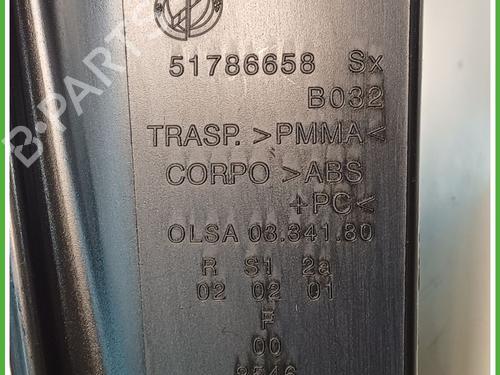 51786658 Sx
B032
TRASP. >PMMA<
CORPO >ABS
+PC<
OLSA 03.341.80
R S1 2a
02 02 01
F
00